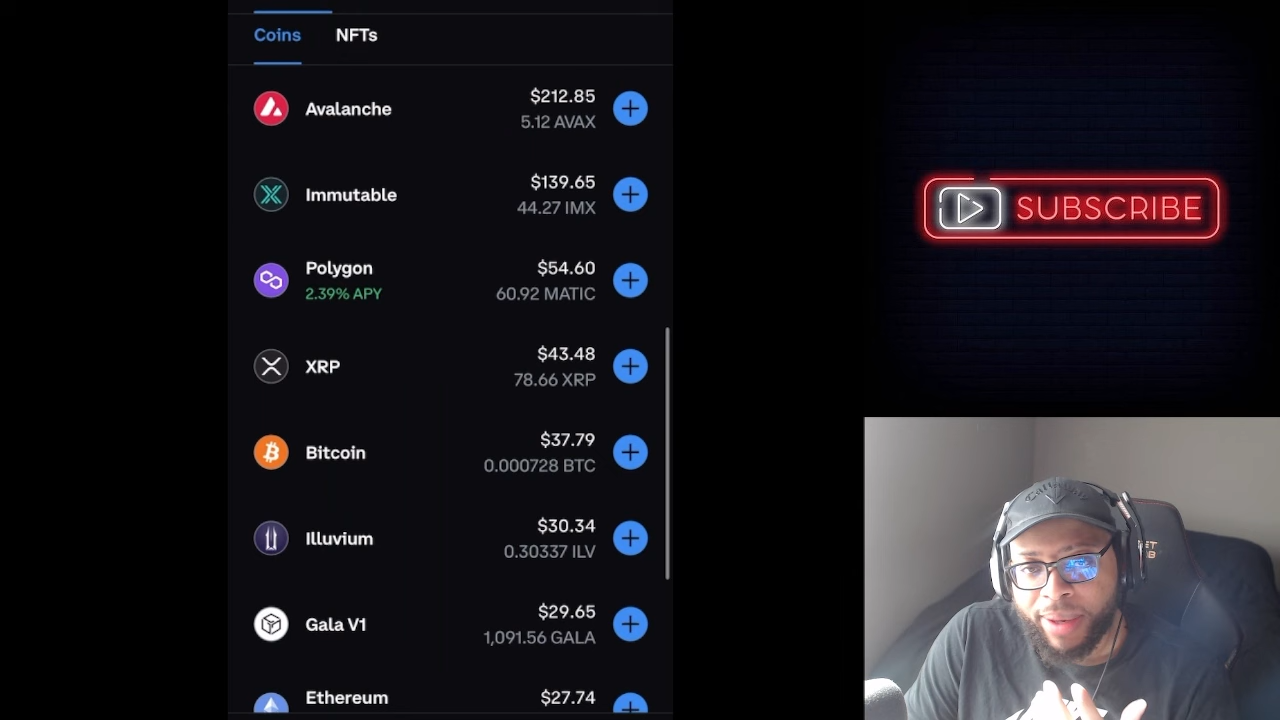 Coins NFTs
Avalanche $212.85
5.12 AVAX
Immutable $139.65
44.27 IMX
Polygon $54.60
2.39% APY 60.92 MATIC
XRP $43.48
78.66 XRP
Bitcoin $37.79
0.000728 BTC
Illuvium $30.34
0.30337 ILV
Gala V1 $29.65
1,091.56 GALA
Ethereum $27.74
SUBSCRIBE